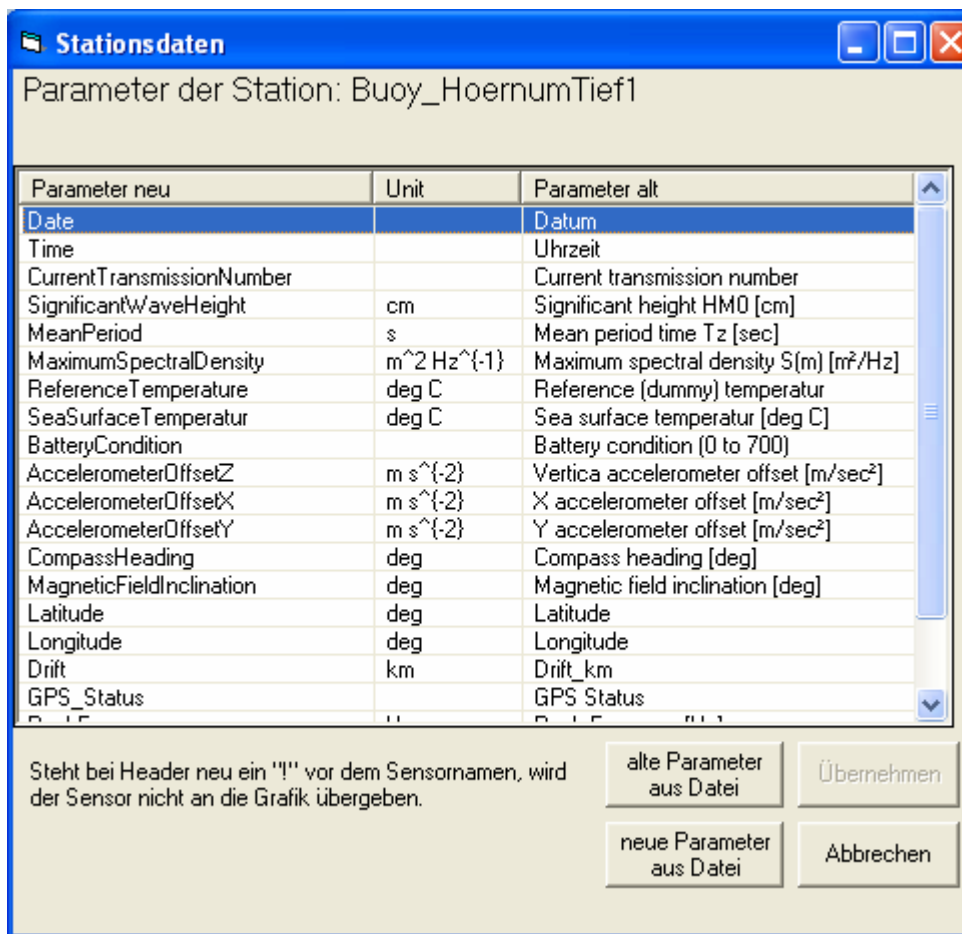 Stationsdaten
Parameter der Station: Buoy_HoernumTief1
Parameter neu Unit Parameter alt
Date Datum
Time Uhrzeit
CurrentTransmissionNumber Current transmission number
SignificantWaveHeight cm Significant height HM0 [cm]
MeanPeriod s Mean period time Tz [sec]
MaximumSpectralDensity m^2 Hz^{-1} Maximum spectral density S(m) [m²/Hz]
ReferenceTemperature deg C Reference (dummy) temperatur
SeaSurfaceTemperatur deg C Sea surface temperatur [deg C]
BatteryCondition Battery condition (0 to 700)
AccelerometerOffsetZ m s^{-2} Vertica accelerometer offset [m/sec²]
AccelerometerOffsetX m s^{-2} X accelerometer offset [m/sec²]
AccelerometerOffsetY m s^{-2} Y accelerometer offset [m/sec²]
CompassHeading deg Compass heading [deg]
MagneticFieldInclination deg Magnetic field inclination [deg]
Latitude deg Latitude
Longitude deg Longitude
Drift km Drift_km
GPS_Status GPS Status
Steht bei Header neu ein "!" vor dem Sensornamen, wird
der Sensor nicht an die Grafik übergeben.
alte Parameter
aus Datei
Übernehmen
neue Parameter
aus Datei
Abbrechen